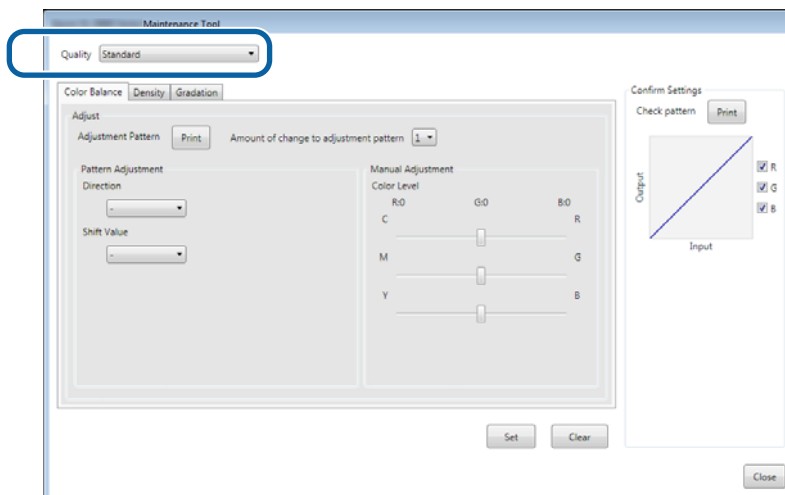 Maintenance Tool
Quality Standard
Color Balance Density Gradation
Adjust
Adjustment Pattern Print Amount of change to adjustment pattern 1
Pattern Adjustment
Direction
-
Shift Value
-
Manual Adjustment
Color Level
R:0 G:0 B:0
C R
M G
Y B
Set Clear
Confirm Settings
Check pattern Print
Output
Input
R
G
B
Close